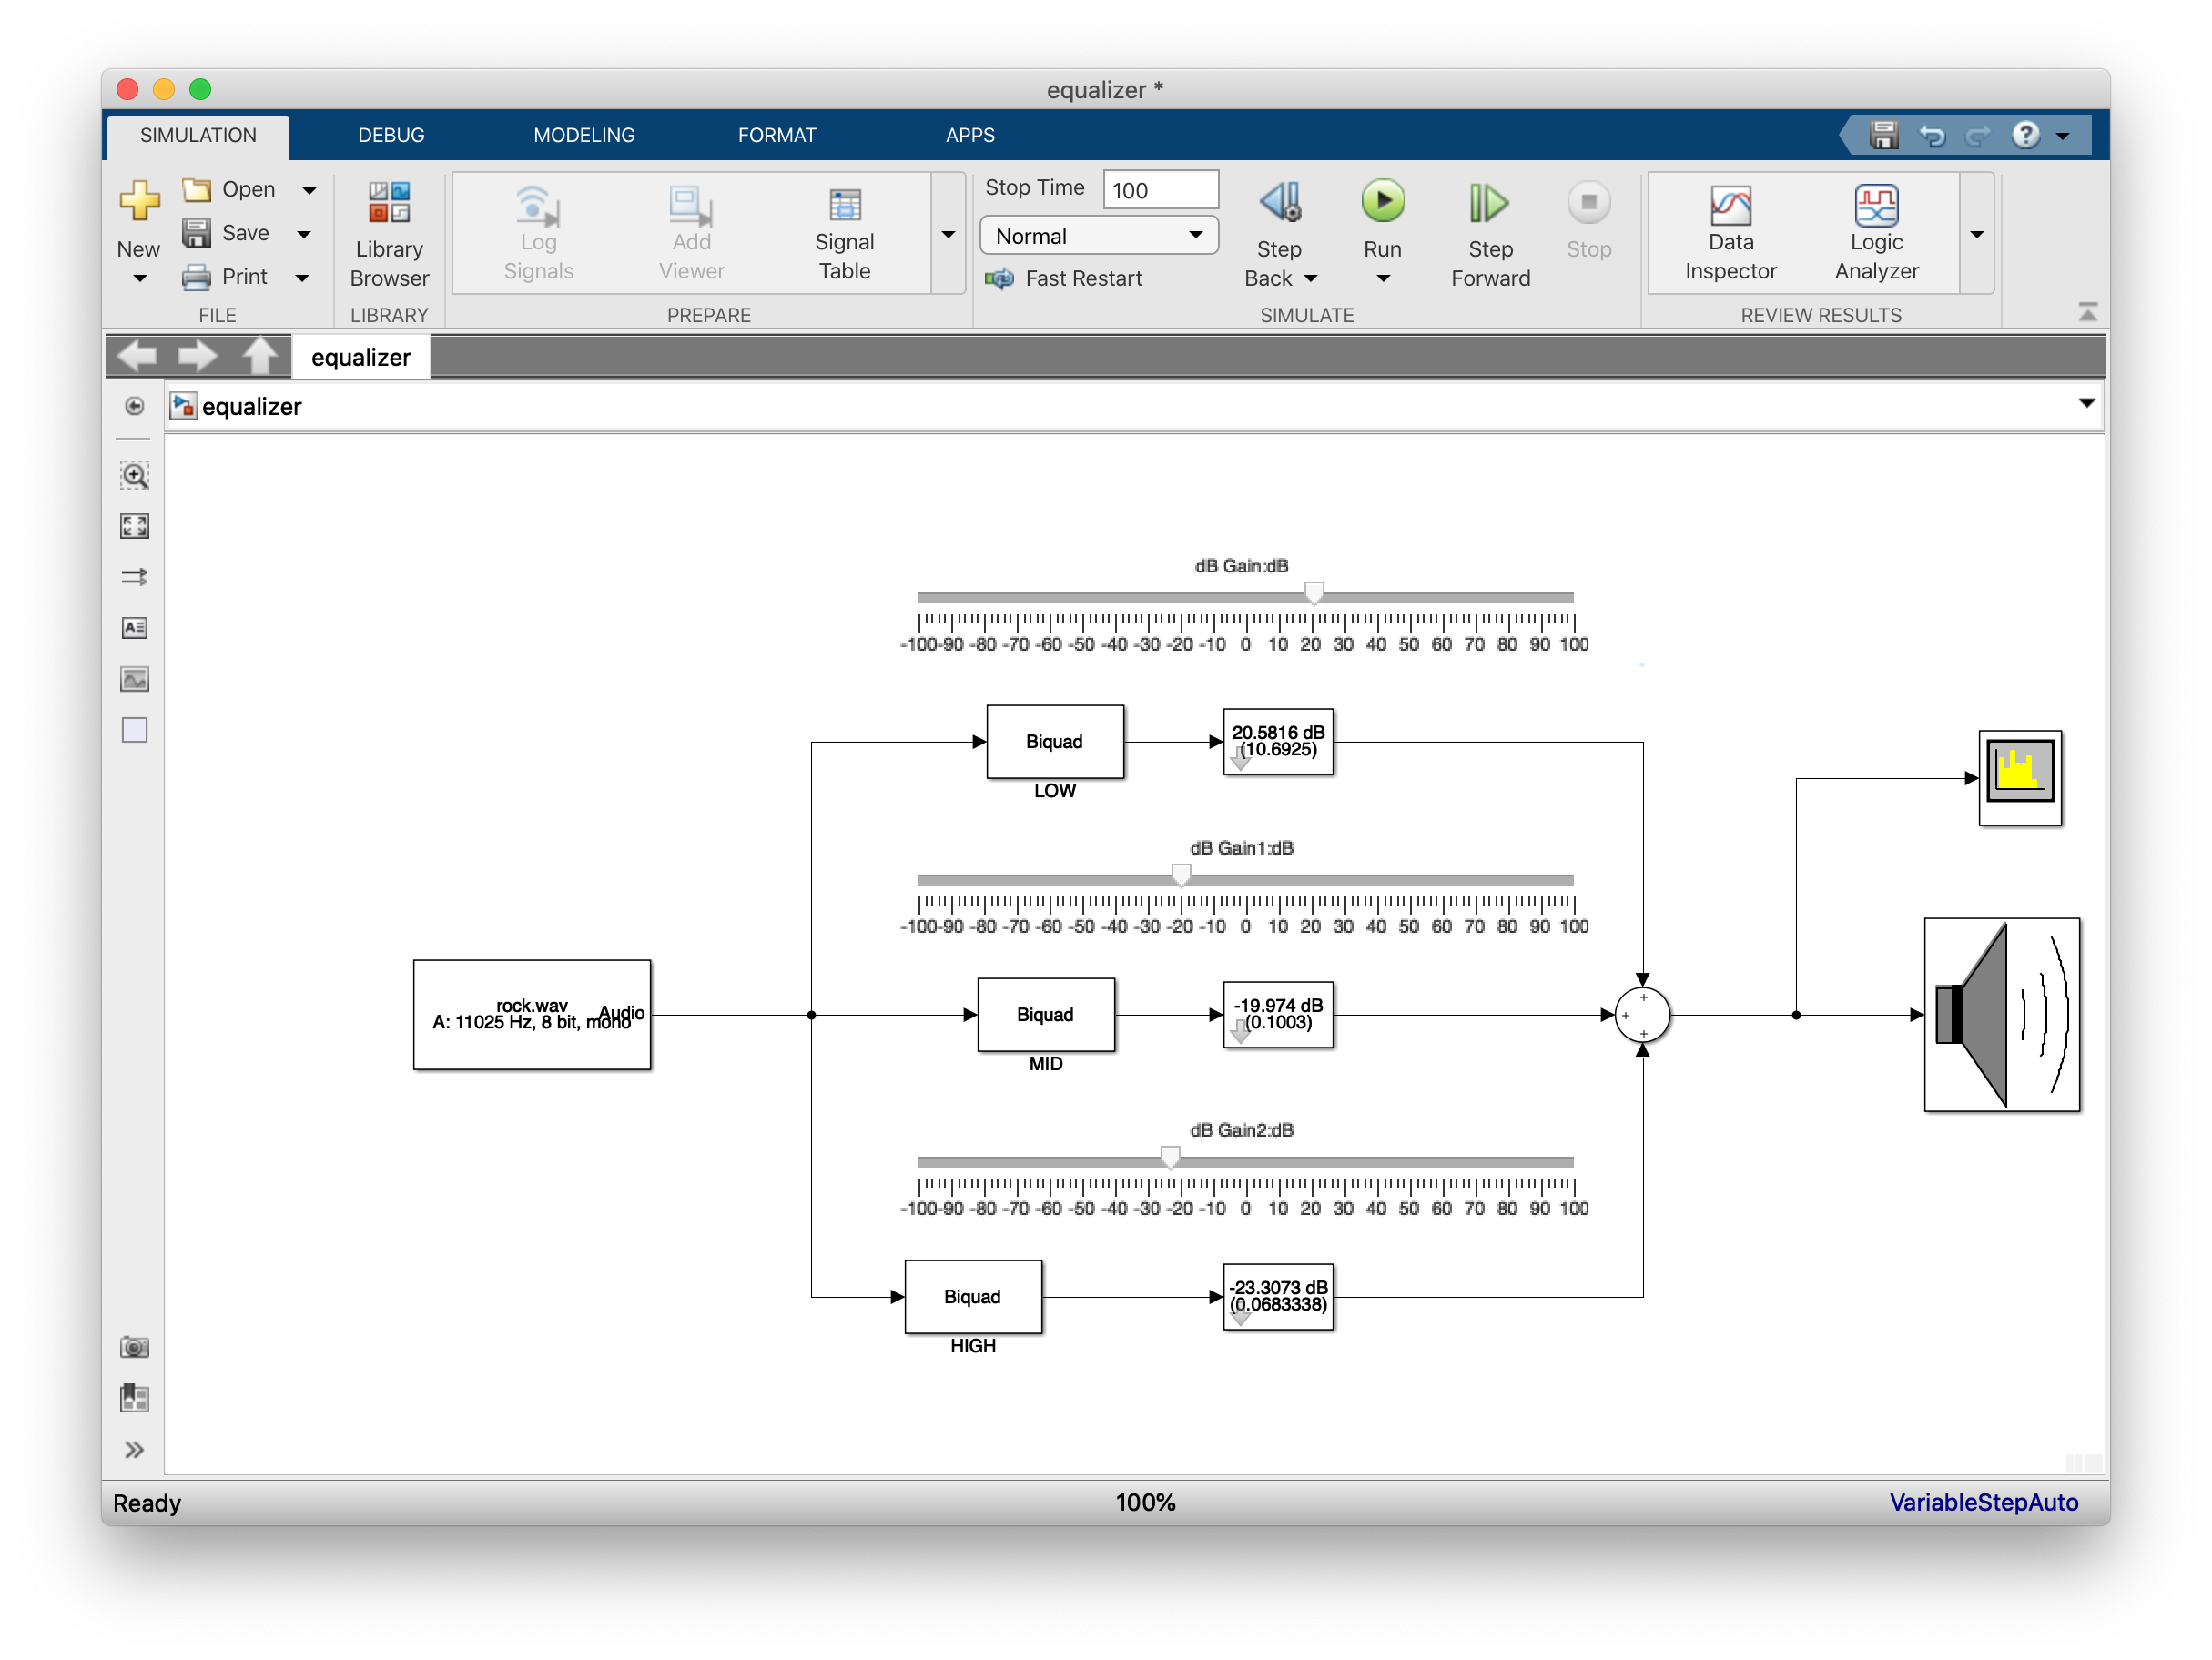 equalizer *
SIMULATION DEBUG MODELING FORMAT APPS
New
Open
Save
Print
FILE
Library
Browser
LIBRARY
Log
Signals
Add
Viewer
Signal
Table
PREPARE
Stop Time 100
Normal
Fast Restart
Step
Back
Run
Step
Forward
Stop
SIMULATE
Data
Inspector
Logic
Analyzer
REVIEW RESULTS
equalizer
equalizer
dB Gain:dB
-100 -90 -80 -70 -60 -50 -40 -30 -20 -10 0 10 20 30 40 50 60 70 80 90 100
Biquad
LOW
20.5816 dB
(10.6925)
dB Gain1:dB
-100 -90 -80 -70 -60 -50 -40 -30 -20 -10 0 10 20 30 40 50 60 70 80 90 100
rock.wav
A: 11025 Hz, 8 bit, mono
Audio
Biquad
MID
-19.974 dB
(0.1003)
+
+
+
dB Gain2:dB
-100 -90 -80 -70 -60 -50 -40 -30 -20 -10 0 10 20 30 40 50 60 70 80 90 100
Biquad
HIGH
-23.3073 dB
(0.0683338)
Ready 100% VariableStepAuto